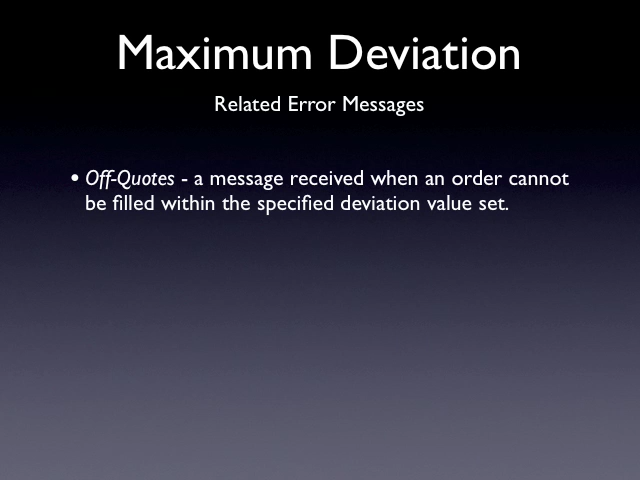 Maximum Deviation
Related Error Messages
• Off-Quotes - a message received when an order cannot
be filled within the specified deviation value set.